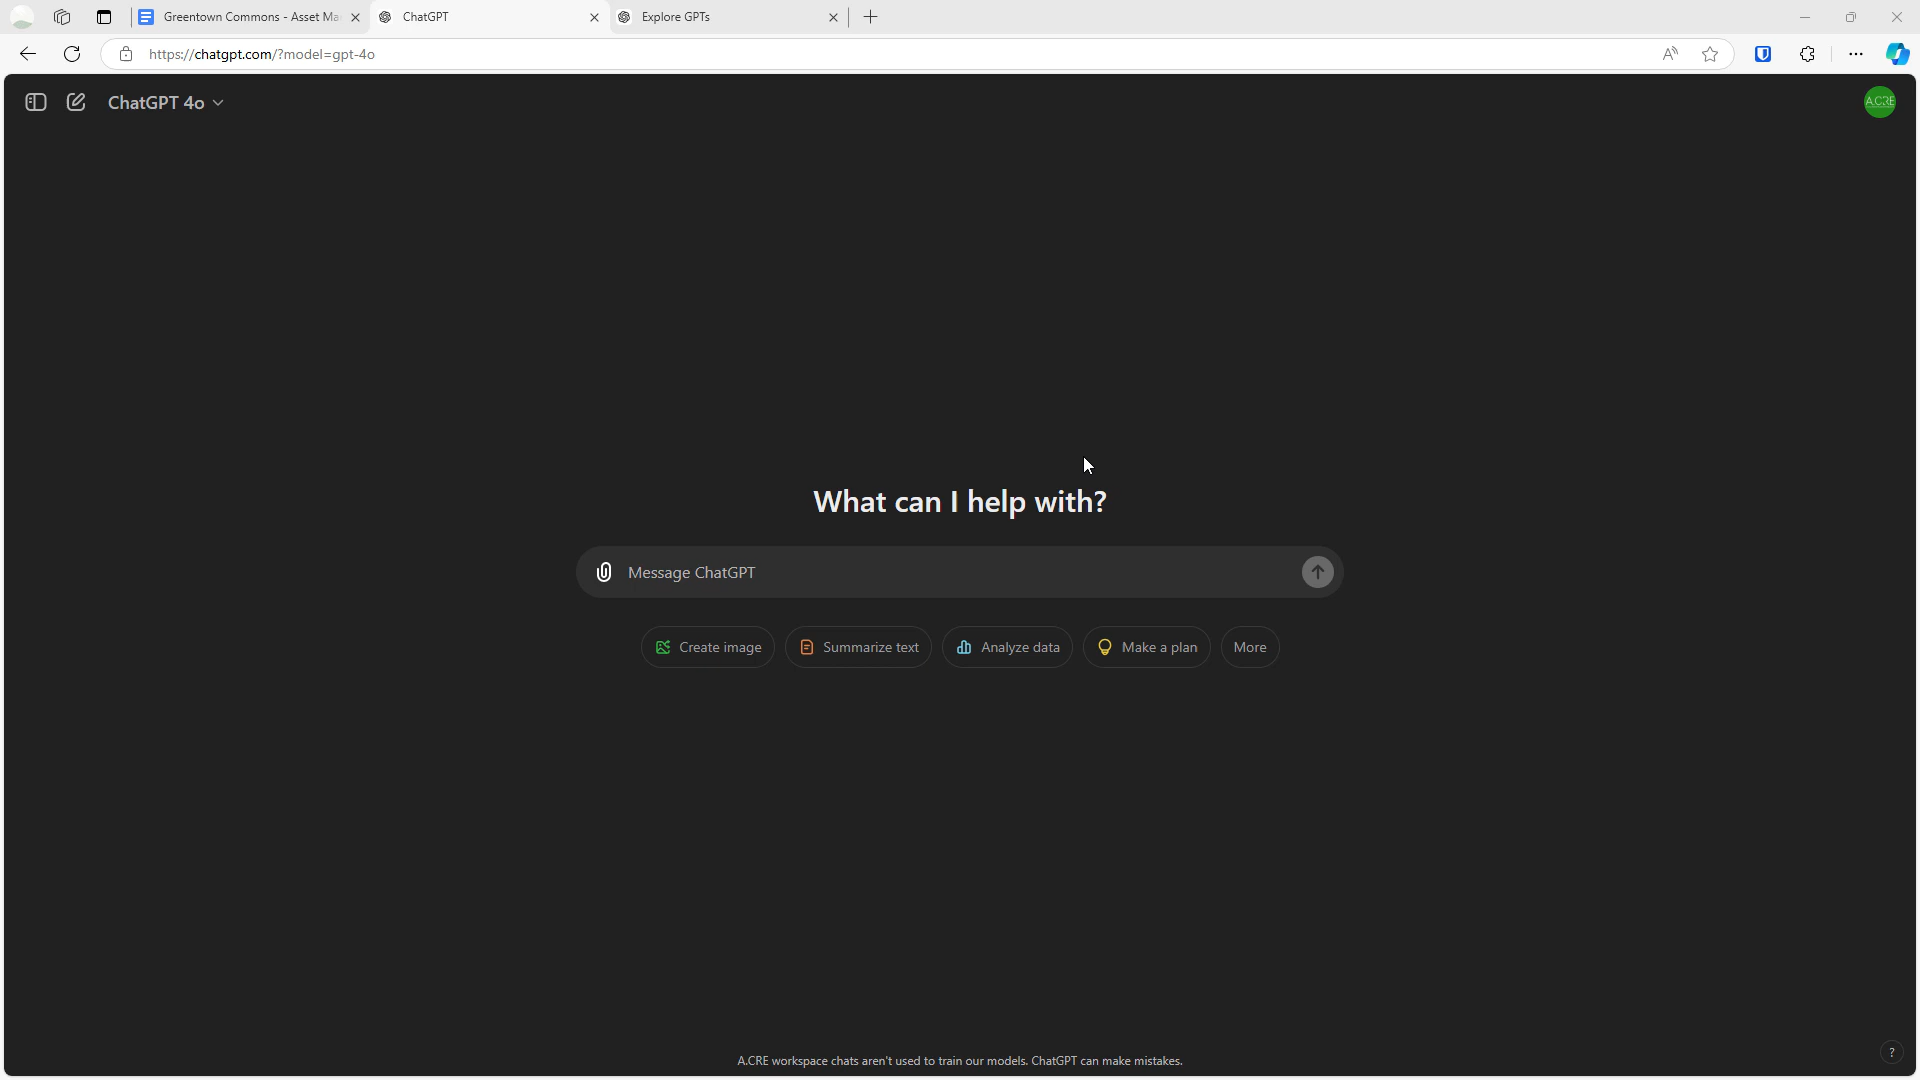 Greentown Commons - Asset Ma
ChatGPT
Explore GPTs
https://chatgpt.com/?model=gpt-4o
ChatGPT 4o
A.CRE
What can I help with?
Message ChatGPT
Create image
Summarize text
Analyze data
Make a plan
More
A.CRE workspace chats aren't used to train our models. ChatGPT can make mistakes.
?